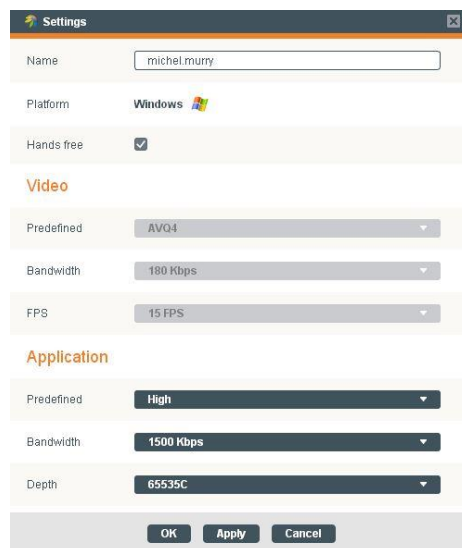 Settings
Name michel.murry
Platform Windows
Hands free
Video
Predefined AVQ4
Bandwidth 180 Kbps
FPS 15 FPS
Application
Predefined High
Bandwidth 1500 Kbps
Depth 65535C
OK Apply Cancel